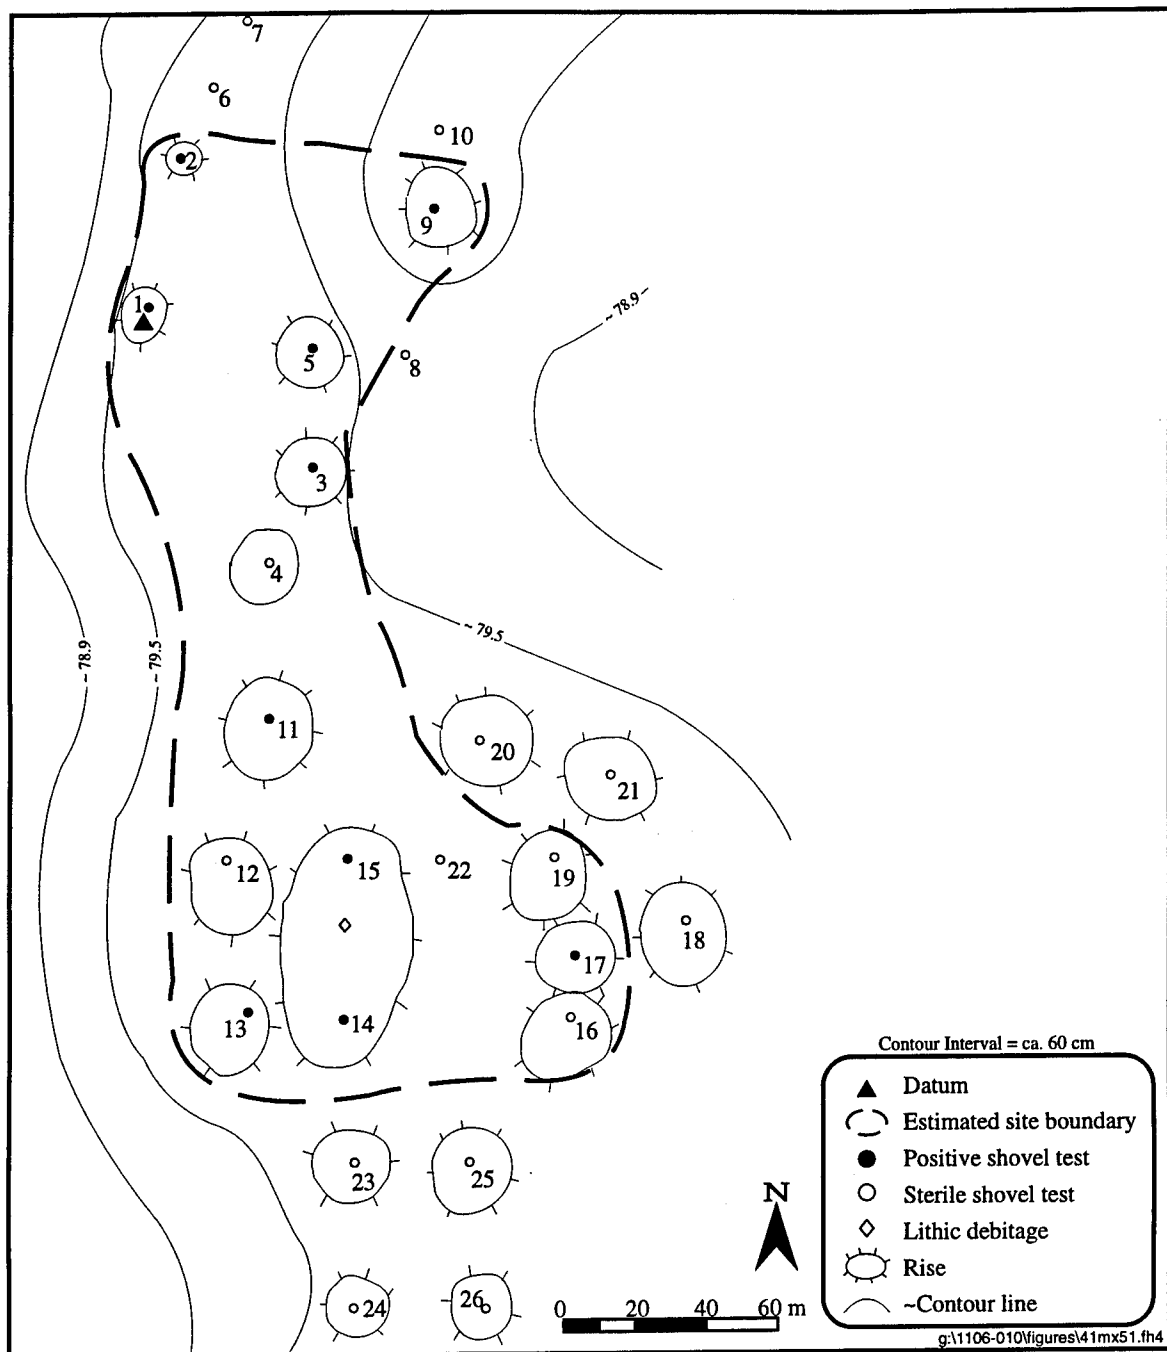 7
6
10
2
9
1
5
8
3
4
~ 78.9
~ 79.5
~ 78.9
~ 79.5
11
20
21
12
15
22
19
18
17
13
14
16
23
25
24
26
N
0 20 40 60 m
Contour Interval = ca. 60 cm
Datum
Estimated site boundary
Positive shovel test
Sterile shovel test
Lithic debitage
Rise
~Contour line
g:\1106-010\figures\41mx51.fh4